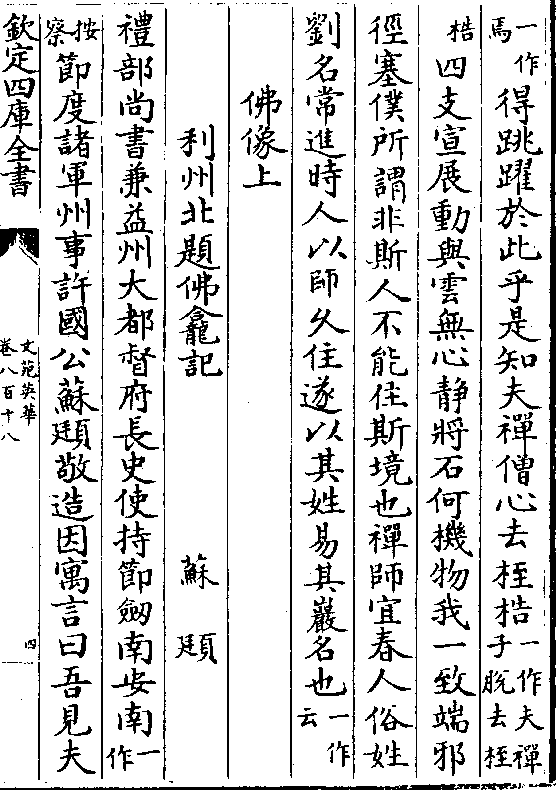 一作焉得跳躍於此乎是知夫禪僧心去桎梏一作夫禪子脫去桎
梏四支宣展動與雲無心靜將石何機物我一致端邪
徑塞僕所謂非斯人不能住斯境也禪師宜春人俗姓
劉名常進時人以師久住遂以其姓易其巖名也一作云
佛像上
利州北題佛龕記　蘇頲
禮部尚書兼益州大都督府長史使持節劔南安南一作
按察節度諸軍州事許國公蘇頲敬造因寓言曰吾見夫
欽定四庫全書
文苑英華
卷八百十八
四